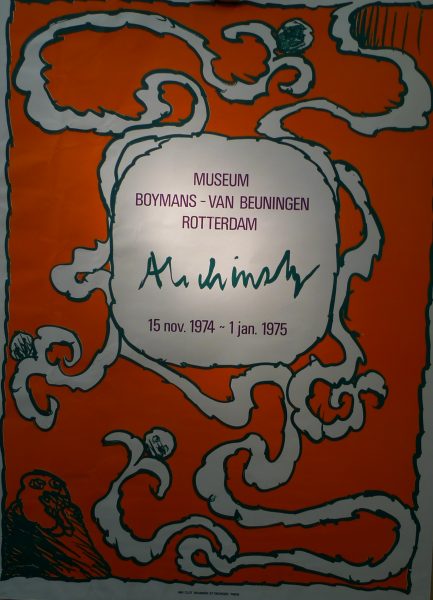 MUSEUM
BOYMANS - VAN BEUNINGEN
ROTTERDAM
Alechinsky
15 nov. 1974 ~ 1 jan. 1975